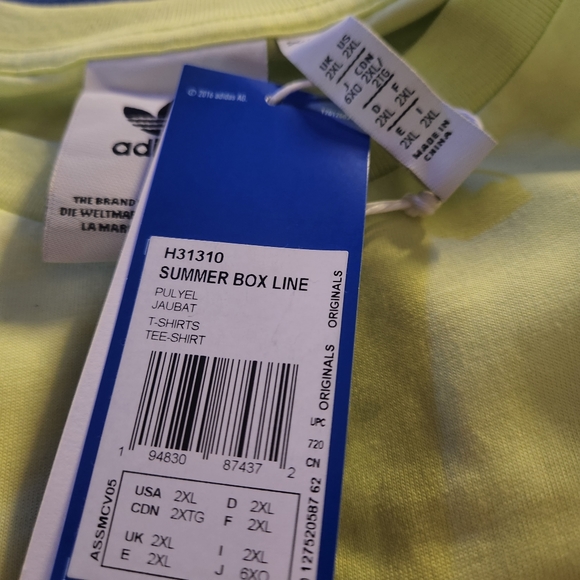 © 2016 adidas AG.
UK US
2XL 2XL
J CDN
6XO 2XL/
2TG
D F
2XL 2XL
E I
2XL 2XL
MADE IN
CHINA
THE BRAND
DIE WELTMAR
LA MAR
H31310
SUMMER BOX LINE
PULYEL
JAUBAT
T-SHIRTS
TEE-SHIRT
ORIGINALS
ORIGINALS
UPC
720
CN
1 94830 87437 2
USA 2XL D 2XL
CDN 2XTG F 2XL
UK 2XL I 2XL
E 2XL J 6XO
ASSMCV05
127520587 62